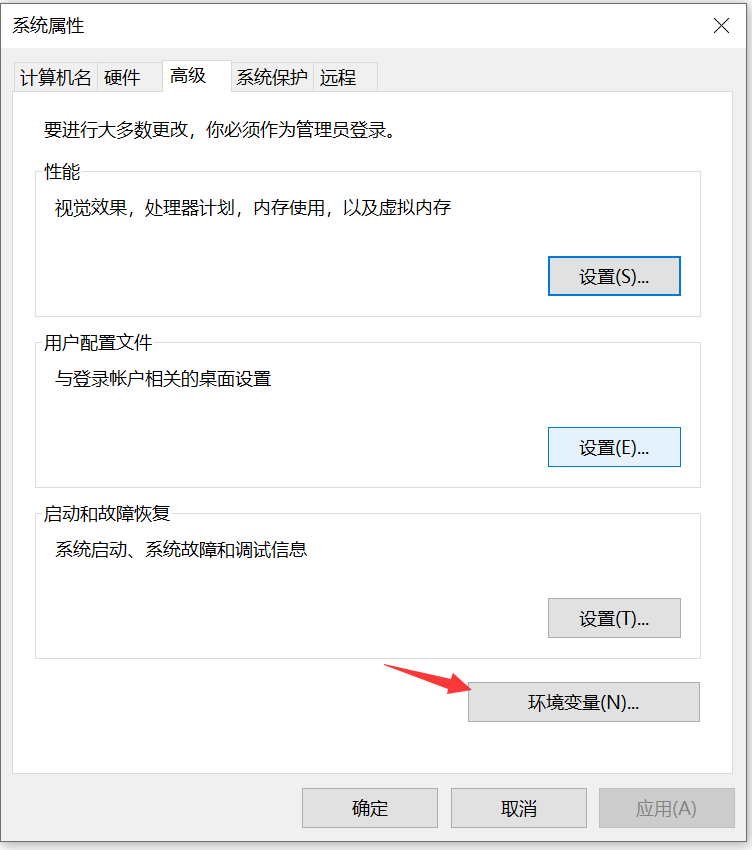 系统属性
计算机名 硬件 高级 系统保护 远程
要进行大多数更改，你必须作为管理员登录。
性能
视觉效果，处理器计划，内存使用，以及虚拟内存
设置(S)...
用户配置文件
与登录帐户相关的桌面设置
设置(E)...
启动和故障恢复
系统启动、系统故障和调试信息
设置(T)...
环境变量(N)...
确定 取消 应用(A)